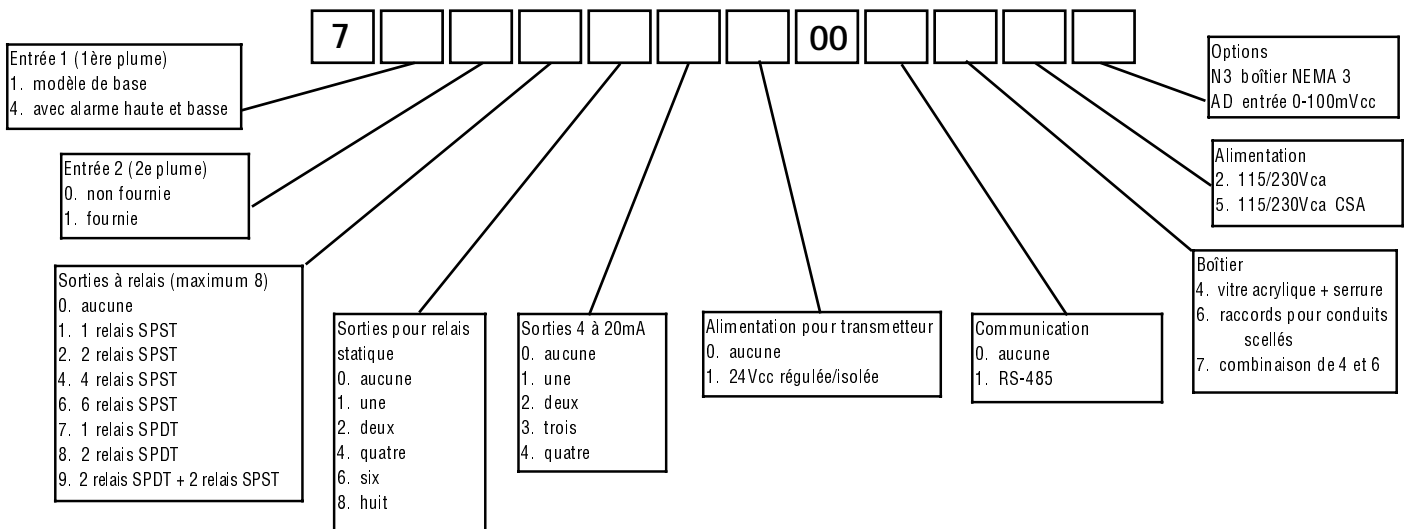 7
00
Entrée 1 (1ère plume)
1. modèle de base
4. avec alarme haute et basse
Entrée 2 (2e plume)
0. non fournie
1. fournie
Sorties à relais (maximum 8)
0. aucune
1. 1 relais SPST
2. 2 relais SPST
4. 4 relais SPST
6. 6 relais SPST
7. 1 relais SPDT
8. 2 relais SPDT
9. 2 relais SPDT + 2 relais SPST
Sorties pour relais
statique
0. aucune
1. une
2. deux
4. quatre
6. six
8. huit
Sorties 4 à 20mA
0. aucune
1. une
2. deux
3. trois
4. quatre
Alimentation pour transmetteur
0. aucune
1. 24Vcc régulée/isolée
Communication
0. aucune
1. RS-485
Boîtier
4. vitre acrylique + serrure
6. raccords pour conduits
scellés
7. combinaison de 4 et 6
Alimentation
2. 115/230Vca
5. 115/230Vca CSA
Options
N3 boîtier NEMA 3
AD entrée 0-100mVcc